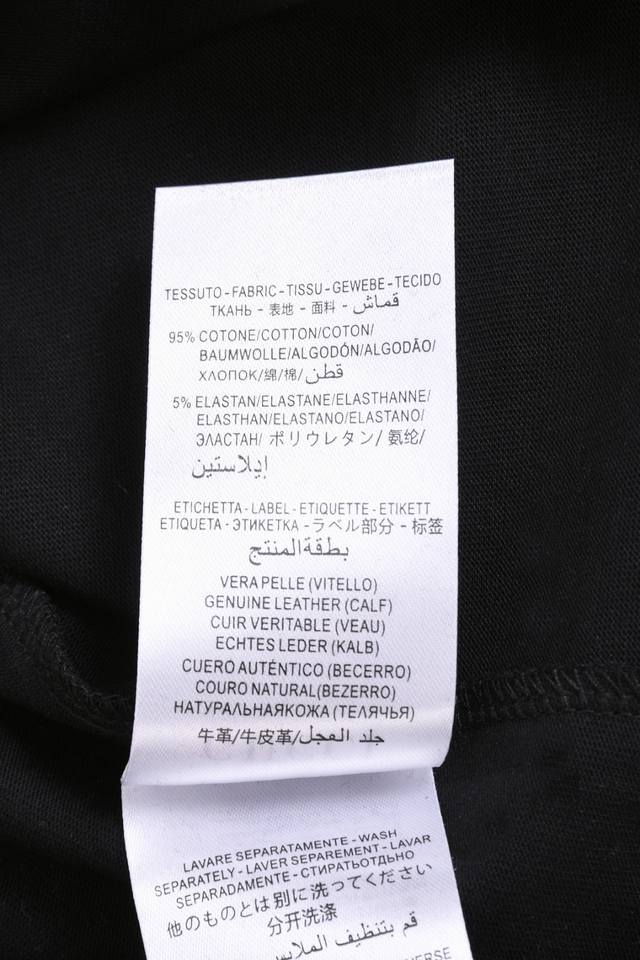 TESSUTO-FABRIC-TISSU-GEWEBE-TECIDO
ТКАНЬ - 表地 - 面料 - قماش
95% COTONE/COTTON/COTON/
BAUMWOLLE/ALGODÓN/ALGODÃO/
ХЛОПОК/绵/棉/ قطن
5% ELASTAN/ELASTANE/ELASTHANNE/
ELASTHAN/ELASTANO/ELASTANO/
ЭЛАСТАН/ ポリウレタン/ 氨纶/
إيلاستين
ETICHETTA-LABEL-ETIQUETTE-ETIKETT
ETIQUETA-ЭТИКЕТКА-ラベル部分-标签
بطقة المنتج
VERA PELLE (VITELLO)
GENUINE LEATHER (CALF)
CUIR VERITABLE (VEAU)
ECHTES LEDER (KALB)
CUERO AUTÉNTICO (BECERRO)
COURO NATURAL(BEZERRO)
НАТУРАЛЬНАЯКОЖА (ТЕЛЯЧЬЯ)
牛革/牛皮革/ جلد العجل
LAVARE SEPARATAMENTE-WASH
SEPARATELY-LAVER SEPAREMENT-LAVAR
SEPARADAMENTE-СТИРАТЬОТДЬНО
他のものとは別に洗ってください
分开洗涤
قم بتنظيف الملابس